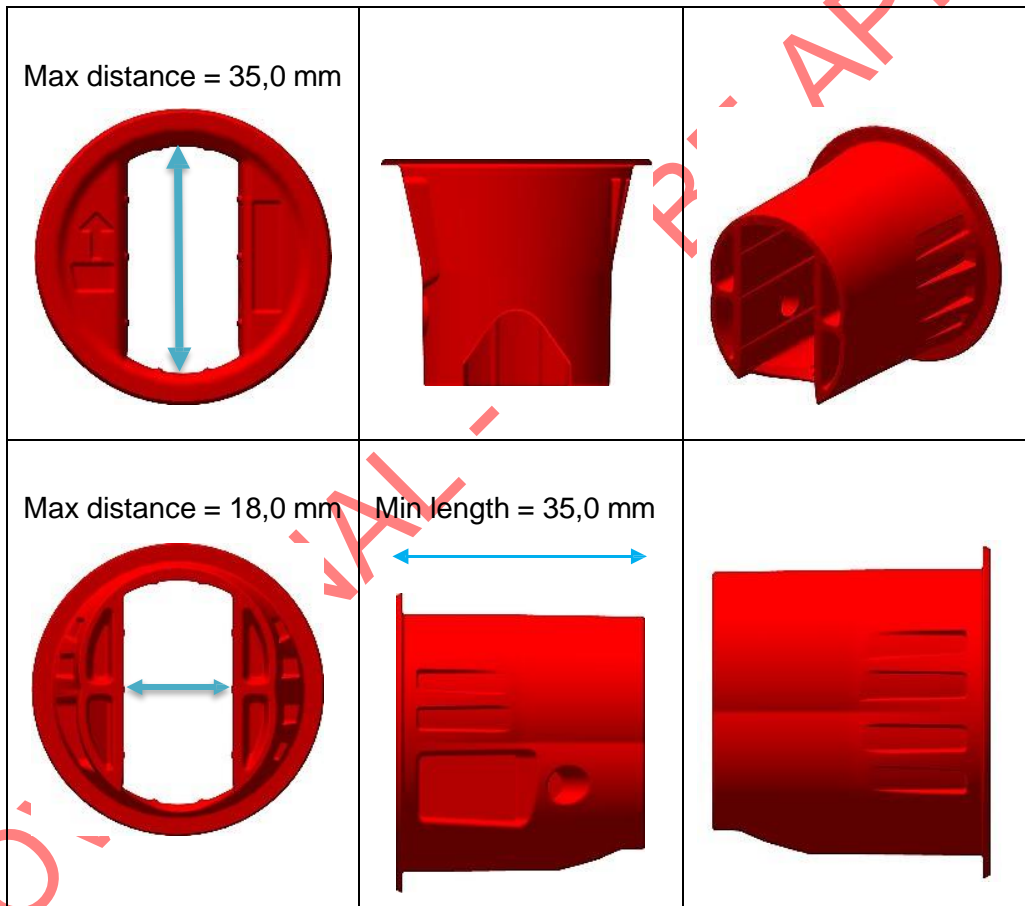 Max distance = 35,0 mm
Max distance = 18,0 mm
Min length = 35,0 mm